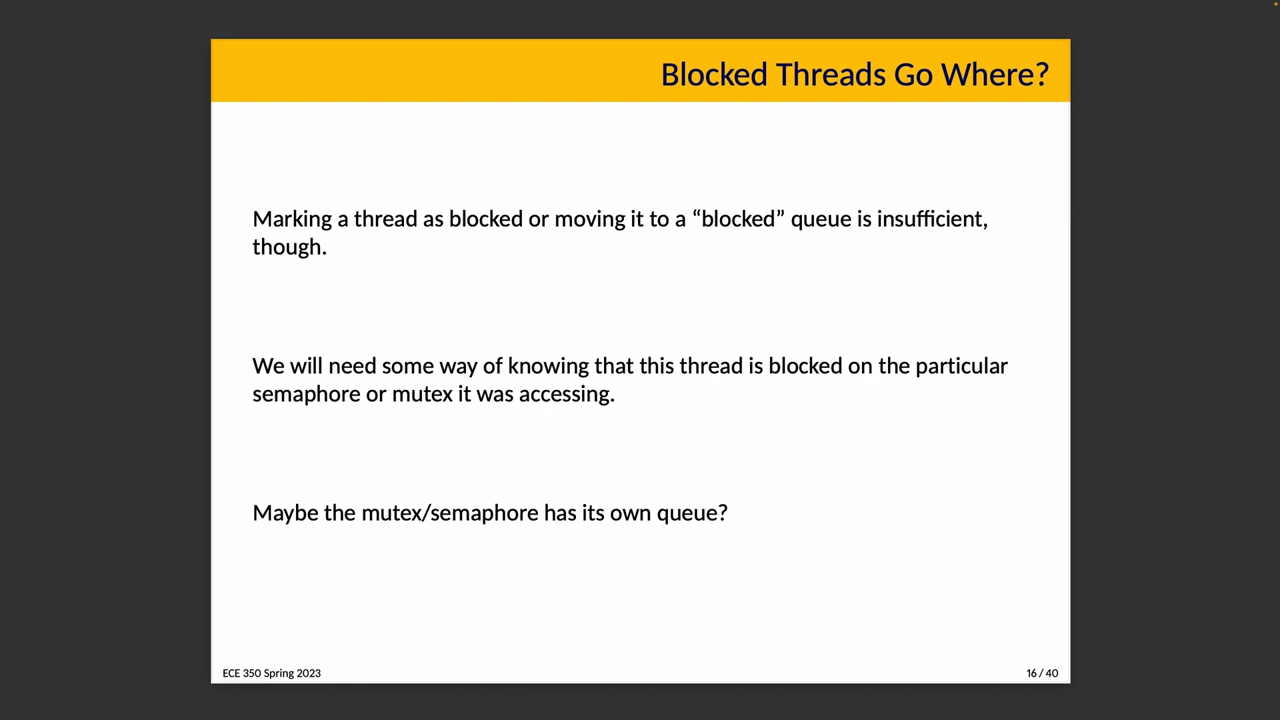 Blocked Threads Go Where?
Marking a thread as blocked or moving it to a “blocked” queue is insufficient,
though.
We will need some way of knowing that this thread is blocked on the particular
semaphore or mutex it was accessing.
Maybe the mutex/semaphore has its own queue?
ECE 350 Spring 2023
16 / 40